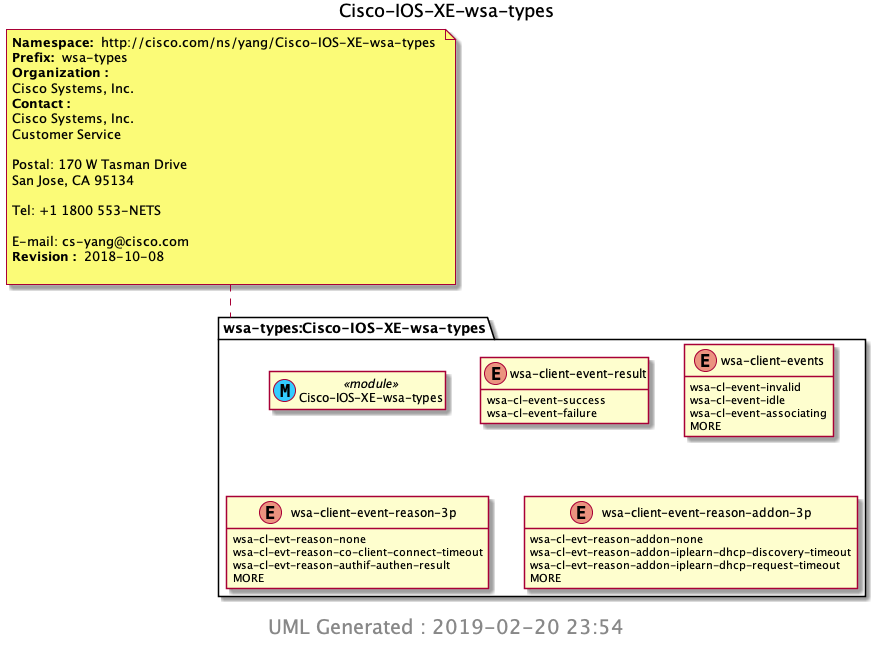 Cisco-IOS-XE-wsa-types
Namespace: http://cisco.com/ns/yang/Cisco-IOS-XE-wsa-types
Prefix: wsa-types
Organization :
Cisco Systems, Inc.
Contact :
Cisco Systems, Inc.
Customer Service
Postal: 170 W Tasman Drive
San Jose, CA 95134
Tel: +1 1800 553-NETS
E-mail: cs-yang@cisco.com
Revision : 2018-10-08
wsa-types:Cisco-IOS-XE-wsa-types
M
«module»
Cisco-IOS-XE-wsa-types
E wsa-client-event-result
wsa-cl-event-success
wsa-cl-event-failure
E wsa-client-events
wsa-cl-event-invalid
wsa-cl-event-idle
wsa-cl-event-associating
MORE
E wsa-client-event-reason-3p
wsa-cl-evt-reason-none
wsa-cl-evt-reason-co-client-connect-timeout
wsa-cl-evt-reason-authif-authen-result
MORE
E wsa-client-event-reason-addon-3p
wsa-cl-evt-reason-addon-none
wsa-cl-evt-reason-addon-iplearn-dhcp-discovery-timeout
wsa-cl-evt-reason-addon-iplearn-dhcp-request-timeout
MORE
UML Generated : 2019-02-20 23:54